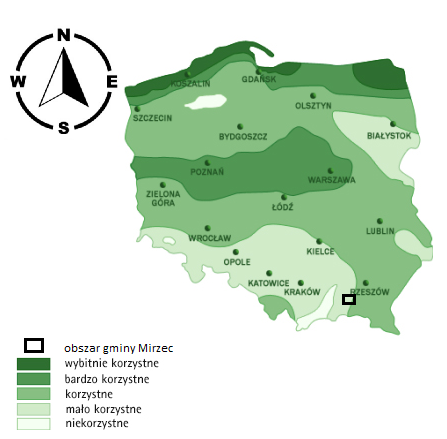 N
W E
S
KOSZALIN
GDAŃSK
OLSZTYN
SZCZECIN
BYDGOSZCZ
BIAŁYSTOK
POZNAŃ
WARSZAWA
ZIELONA
GÓRA
ŁÓDŹ
LUBLIN
WROCŁAW
KIELCE
OPOLE
KATOWICE
KRAKÓW
RZESZÓW
obszar gminy Mirzec
wybitnie korzystne
bardzo korzystne
korzystne
mało korzystne
niekorzystne